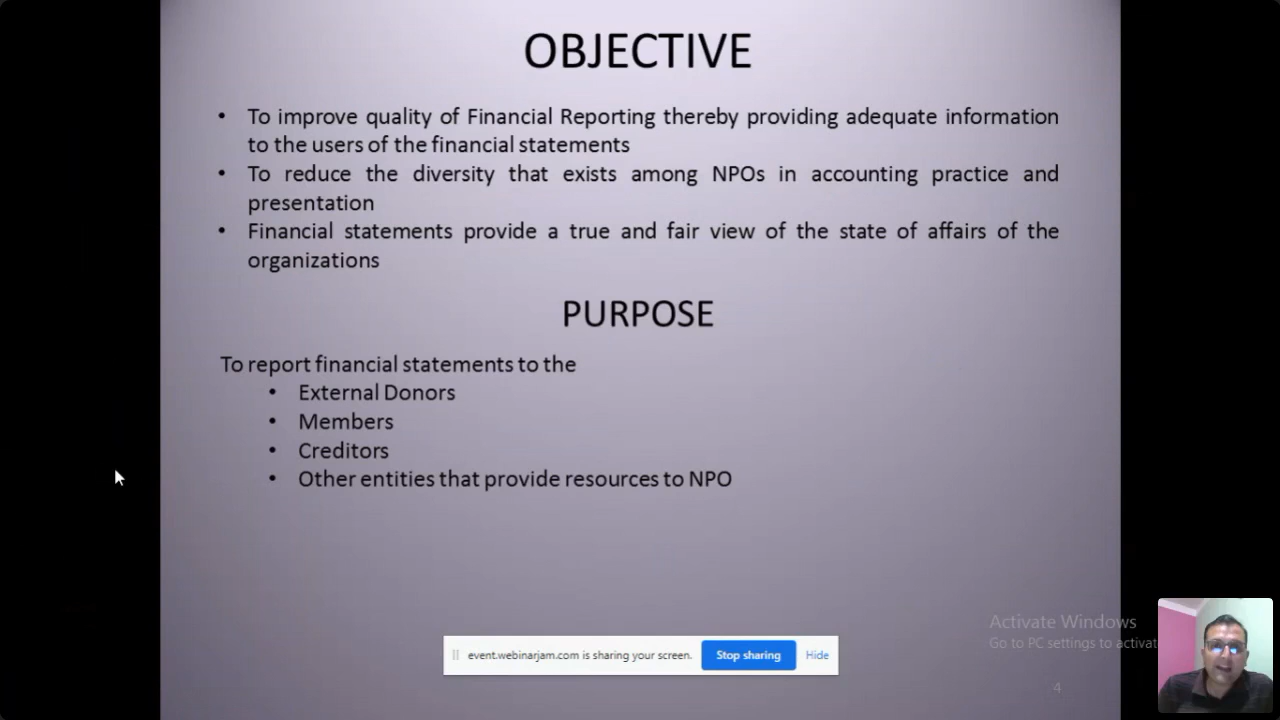 OBJECTIVE
• To improve quality of Financial Reporting thereby providing adequate information
to the users of the financial statements
• To reduce the diversity that exists among NPOs in accounting practice and
presentation
• Financial statements provide a true and fair view of the state of affairs of the
organizations
PURPOSE
To report financial statements to the
• External Donors
• Members
• Creditors
• Other entities that provide resources to NPO
Activate Windows
Go to PC settings to activat
event.webinarjam.com is sharing your screen. Stop sharing Hide
4